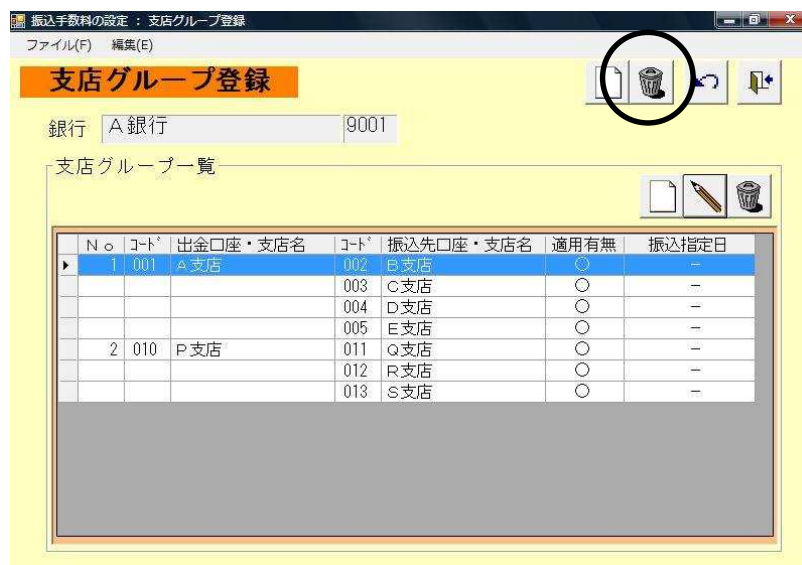 振込手数料の設定 : 支店グループ登録
ファイル(F) 編集(E)
支店グループ登録
銀行 A銀行 9001
支店グループ一覧
No コード 出金口座・支店名 コード 振込先口座・支店名 適用有無 振込指定日
1 001 A支店 002 B支店 ○ −
003 C支店 ○ −
004 D支店 ○ −
005 E支店 ○ −
2 010 P支店 011 Q支店 ○ −
012 R支店 ○ −
013 S支店 ○ −